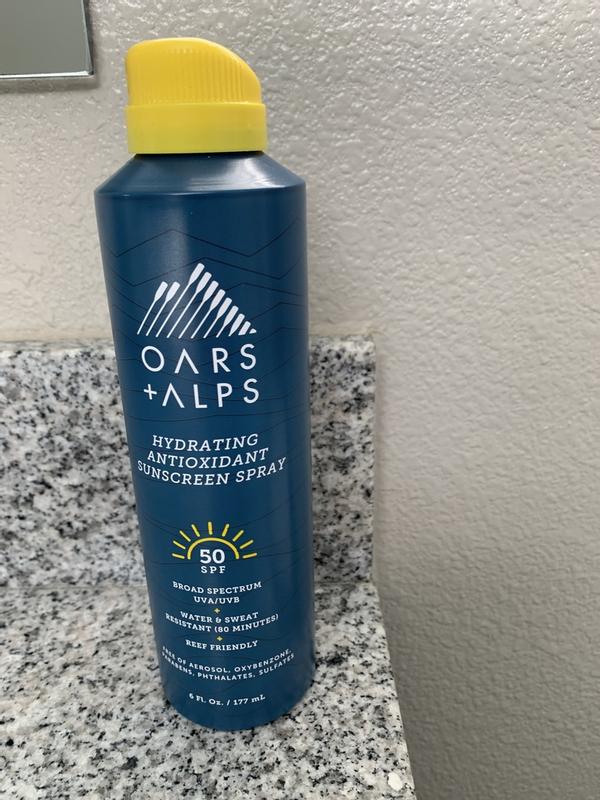 OARS
+ALPS
HYDRATING
ANTIOXIDANT
SUNSCREEN SPRAY
50
SPF
BROAD SPECTRUM
UVA/UVB
+
WATER & SWEAT
RESISTANT (80 MINUTES)
+
REEF FRIENDLY
FREE OF AEROSOL, OXYBENZONE,
PARABENS, PHTHALATES, SULFATES
6 Fl. Oz. / 177 mL